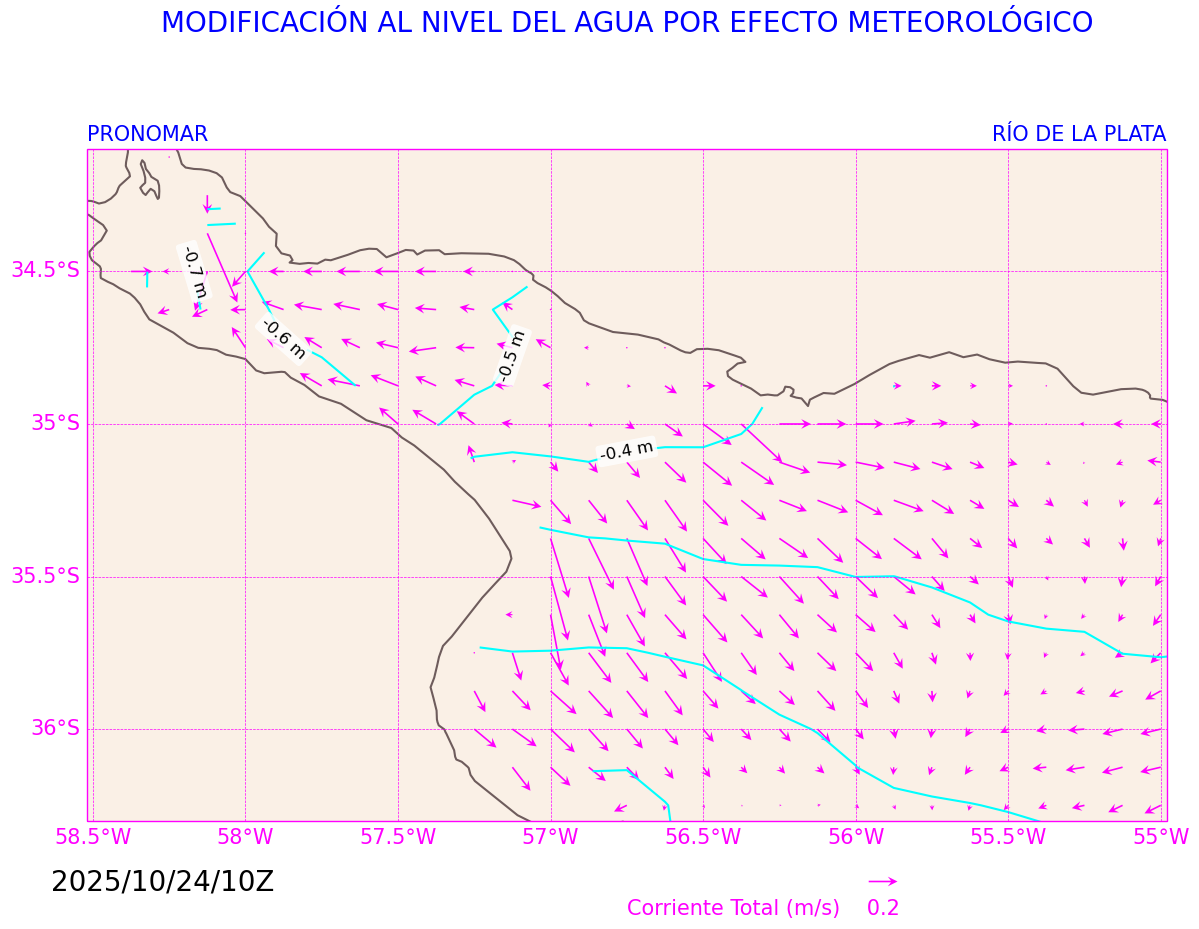 MODIFICACIÓN AL NIVEL DEL AGUA POR EFECTO METEOROLÓGICO
PRONOMAR
RÍO DE LA PLATA
34.5°S
35°S
35.5°S
36°S
-0.7 m
-0.6 m
-0.5 m
-0.4 m
58.5°W 58°W 57.5°W 57°W 56.5°W 56°W 55.5°W 55°W
2025/10/24/10Z
Corriente Total (m/s) 0.2